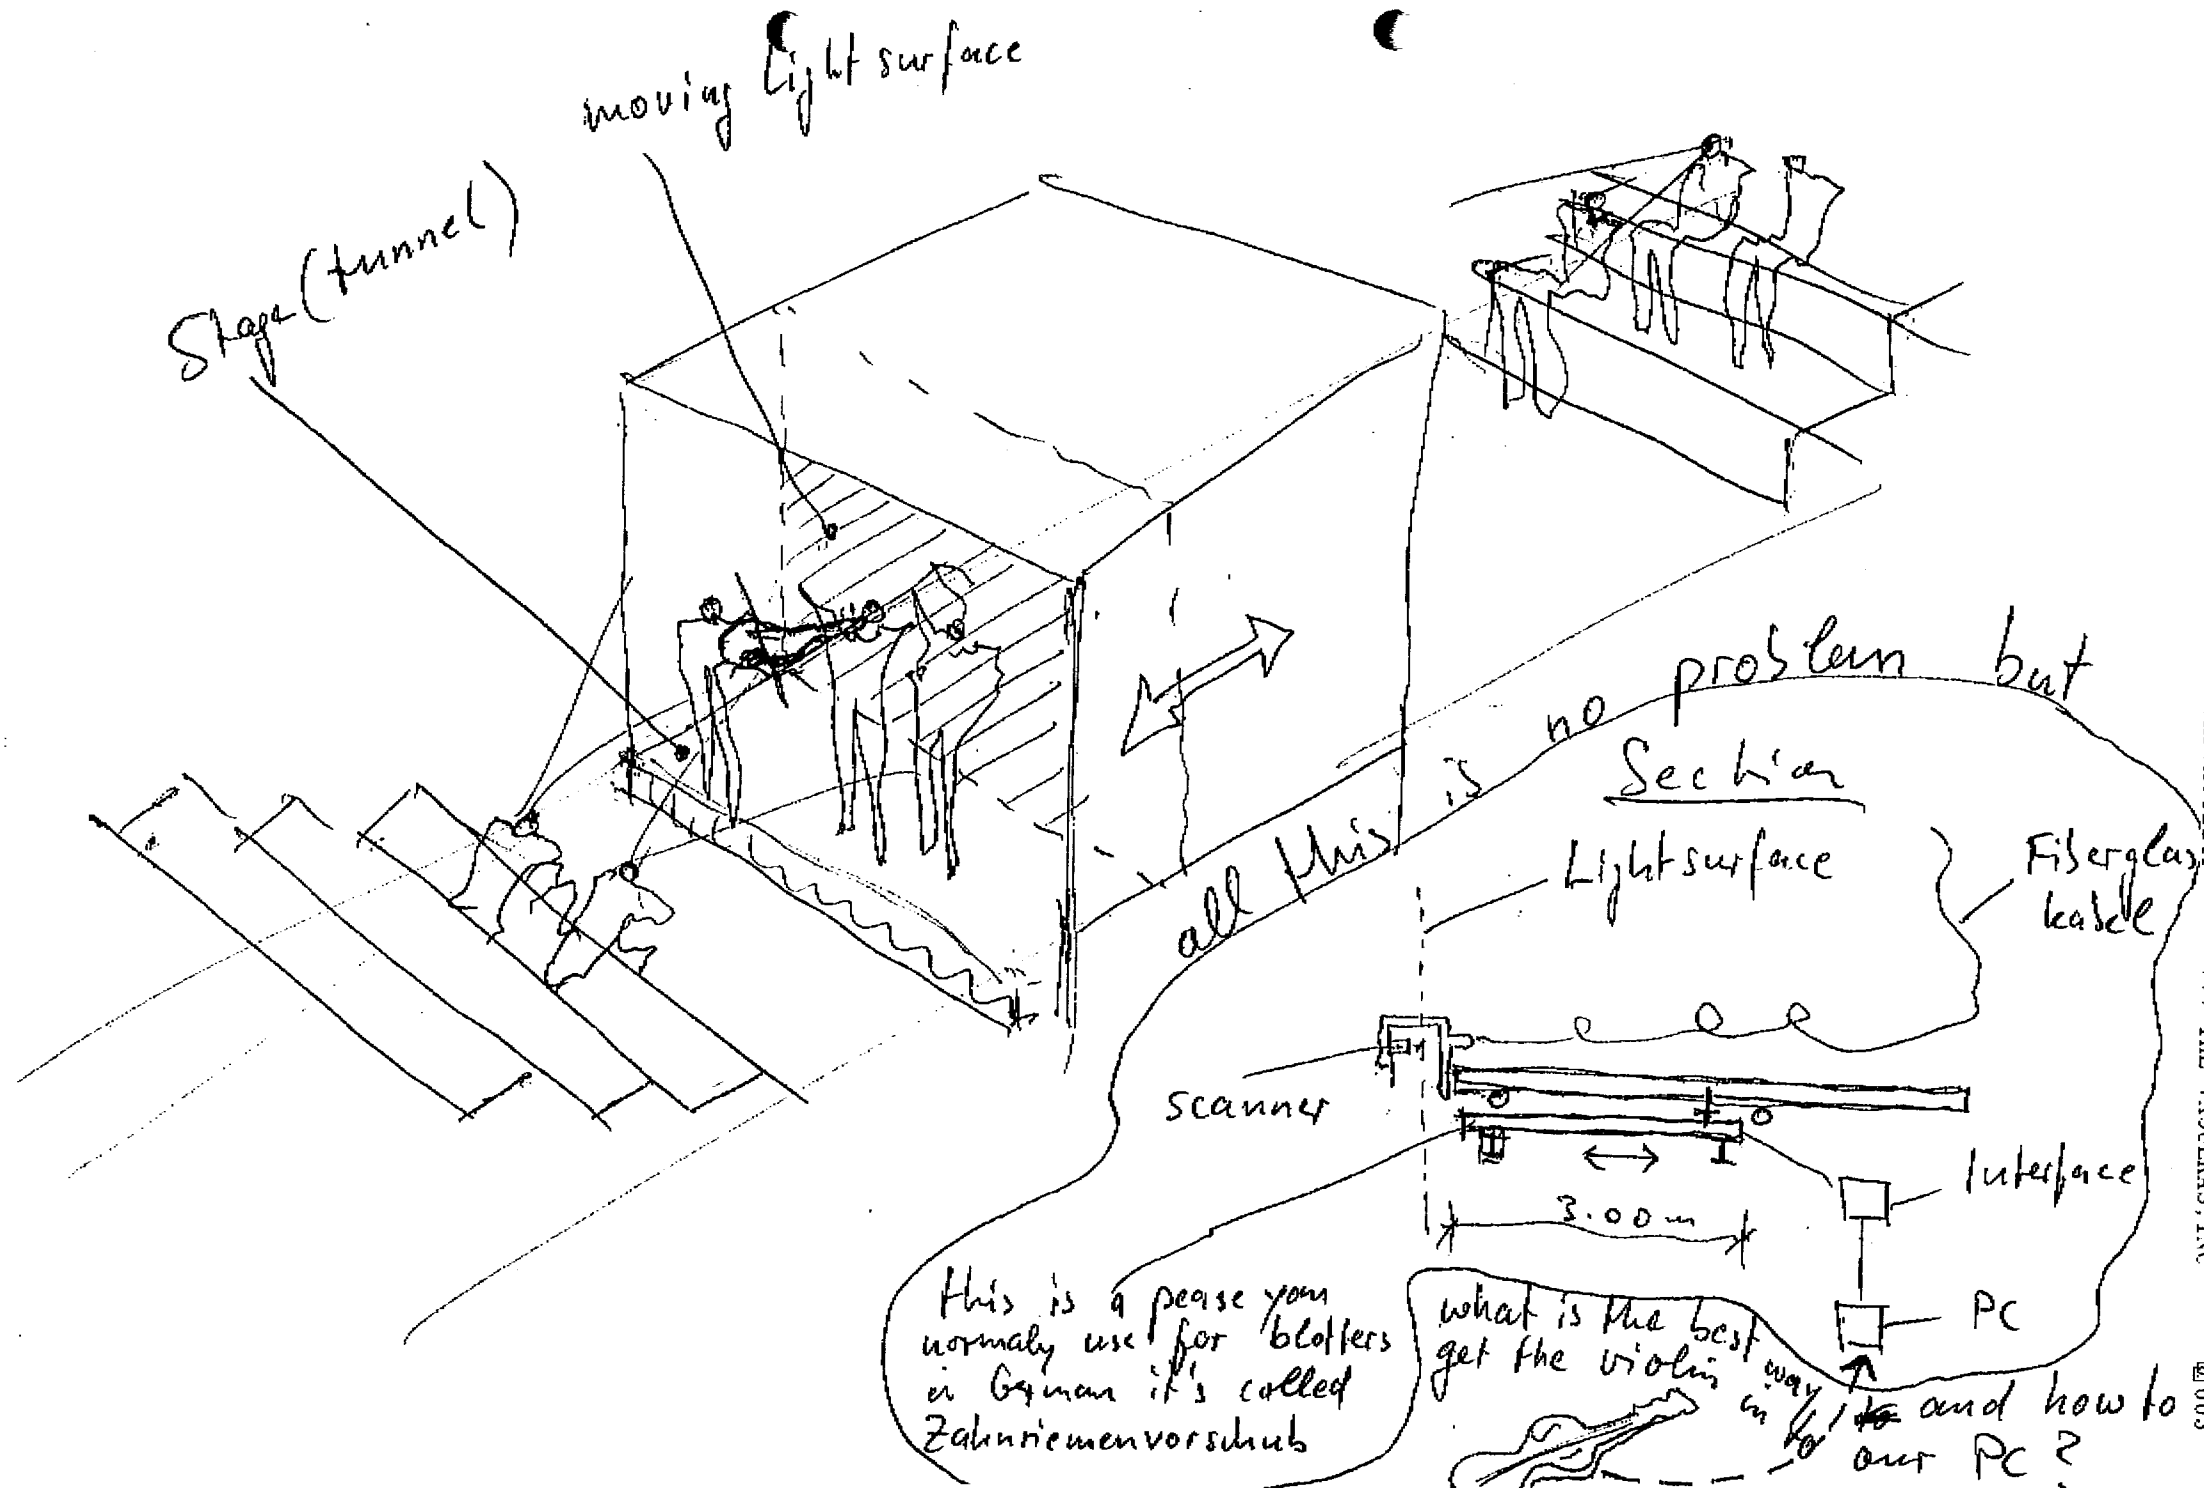 moving Lightsurface
Stage (tunnel)
all this is no problem but
Section
Lightsurface
Fiberglas
kabel
scanner
Interface
3.00m
PC
this is a pease you
normaly use for blotters
in German it's called
Zahnriemenvorschub
what is the best way
get the violin in
to and how to
our PC ?